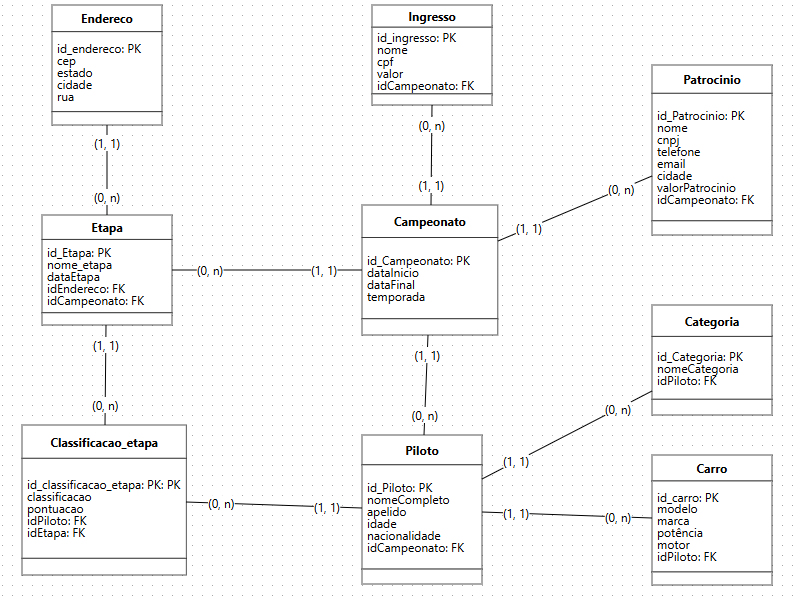 Endereco
id_endereco: PK
cep
estado
cidade
rua
Ingresso
id_ingresso: PK
nome
cpf
valor
idCampeonato: FK
Patrocinio
id_Patrocinio: PK
nome
cnpj
telefone
email
cidade
valorPatrocinio
idCampeonato: FK
(1, 1)
(0, n)
(0, n)
(1, 1)
(0, n)
(1, 1)
Etapa
id_Etapa: PK
nome_etapa
dataEtapa
idEndereco: FK
idCampeonato: FK
(0, n)
(1, 1)
Campeonato
id_Campeonato: PK
dataInicio
dataFinal
temporada
Categoria
id_Categoria: PK
nomeCategoria
idPiloto: FK
(1, 1)
(0, n)
(1, 1)
(0, n)
(0, n)
(1, 1)
Classificacao_etapa
id_classificacao_etapa: PK: PK
classificacao
pontuacao
idPiloto: FK
idEtapa: FK
(0, n)
(1, 1)
Piloto
id_Piloto: PK
nomeCompleto
apelido
idade
nacionalidade
idCampeonato: FK
(1, 1)
(0, n)
Carro
id_carro: PK
modelo
marca
potência
motor
idPiloto: FK